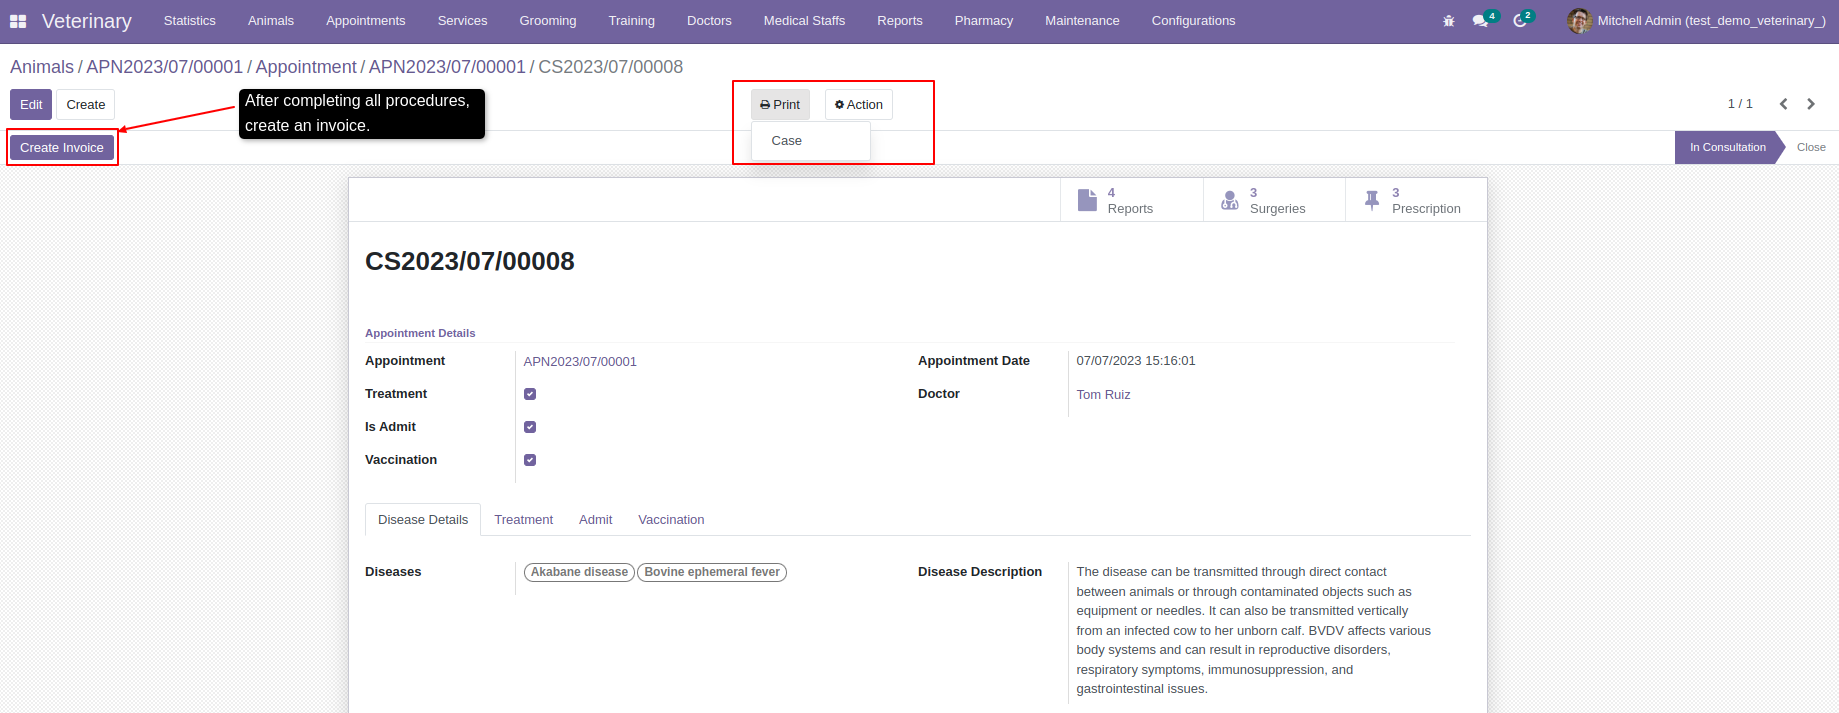 Veterinary Statistics Animals Appointments Services Grooming Training Doctors Medical Staffs Reports Pharmacy Maintenance Configurations 4 2 Mitchell Admin (test_demo_veterinary_)
Animals / APN2023/07/00001 / Appointment / APN2023/07/00001 / CS2023/07/00008
Edit Create
After completing all procedures,
create an invoice.
Print Action
1 / 1
Create Invoice
Case
In Consultation Close
4
Reports
3
Surgeries
3
Prescription
CS2023/07/00008
Appointment Details
Appointment APN2023/07/00001 Appointment Date 07/07/2023 15:16:01
Treatment Doctor Tom Ruiz
Is Admit
Vaccination
Disease Details Treatment Admit Vaccination
Diseases Akabane disease Bovine ephemeral fever Disease Description The disease can be transmitted through direct contact
between animals or through contaminated objects such as
equipment or needles. It can also be transmitted vertically
from an infected cow to her unborn calf. BVDV affects various
body systems and can result in reproductive disorders,
respiratory symptoms, immunosuppression, and
gastrointestinal issues.